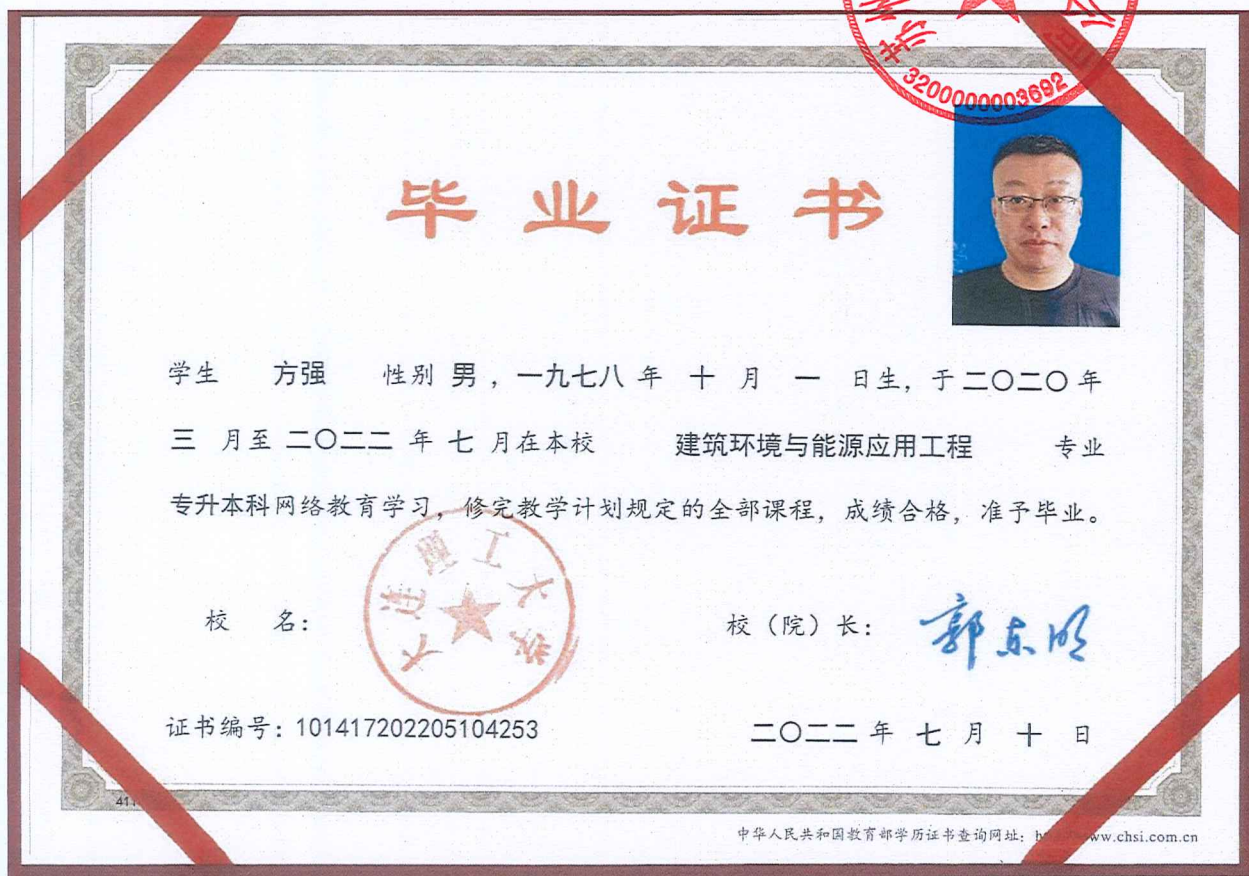 3200000003692
毕业证书
学生 方强 性别 男，一九七八 年 十 月 一 日生，于二〇二〇年
三 月至 二〇二二 年 七 月在本校 建筑环境与能源应用工程 专业
专升本科网络教育学习，修完教学计划规定的全部课程，成绩合格，准予毕业。
大连理工大学
校 名：
校（院）长： 郭东明
证书编号：101417202205104253
二〇二二 年 七 月 十 日
中华人民共和国教育部学历证书查询网址： www.chsi.com.cn